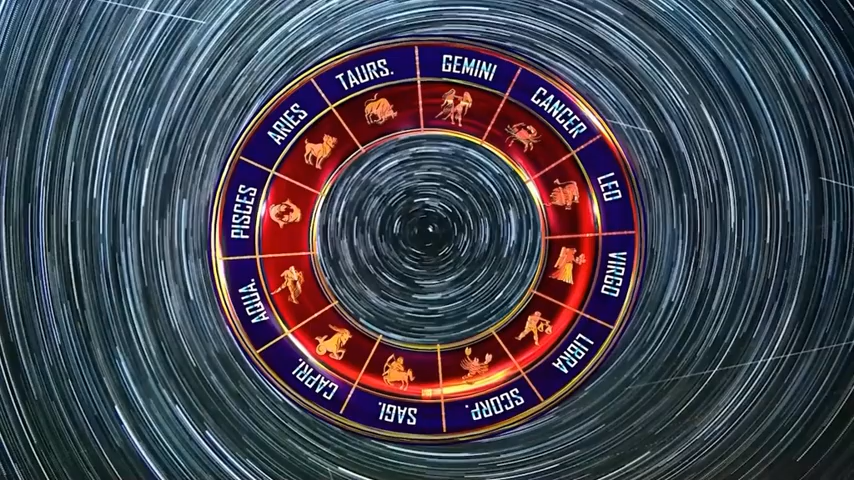 ARIES
TAURS.
GEMINI
CANCER
LEO
VIRGO
LIBRA
SCORP.
SAGI.
CAPRI.
AQUA.
PISCES